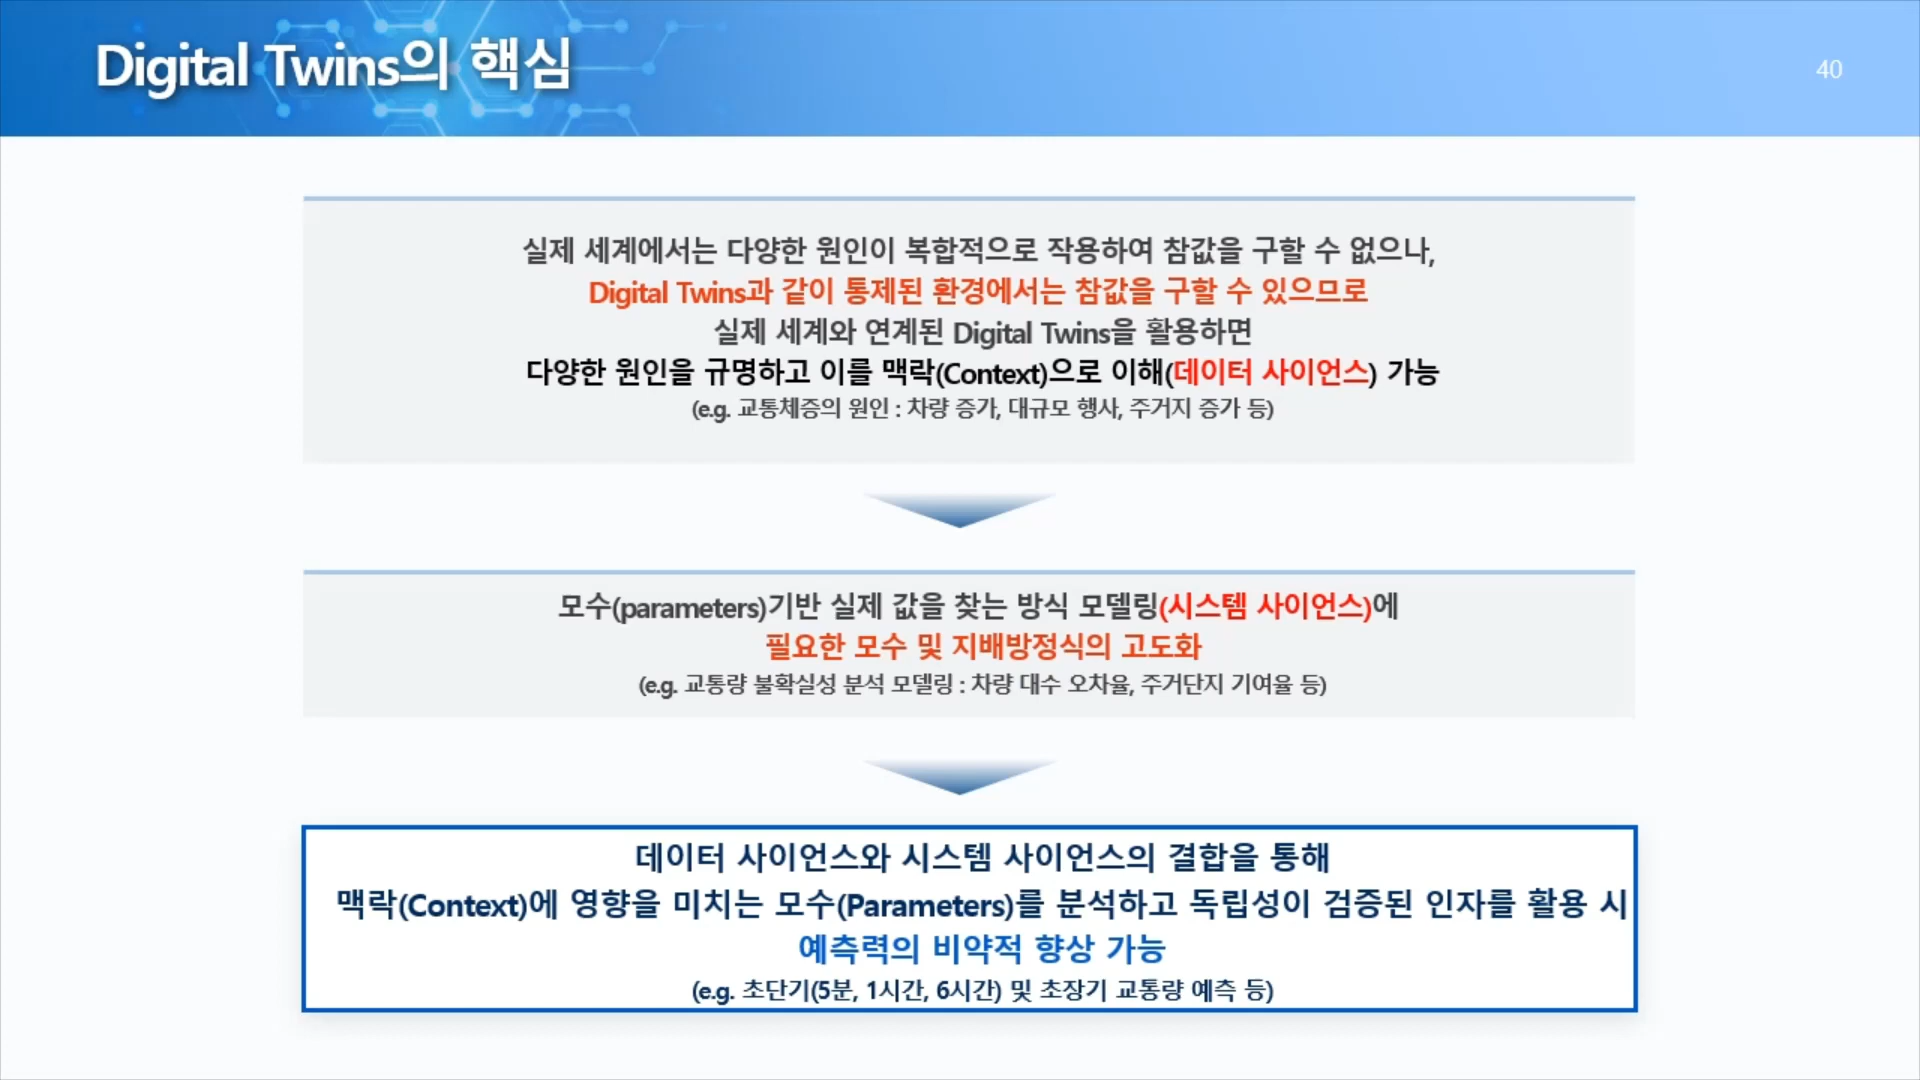 Digital Twins의 핵심
40
실제 세계에서는 다양한 원인이 복합적으로 작용하여 참값을 구할 수 없으나,
Digital Twins과 같이 통제된 환경에서는 참값을 구할 수 있으므로
실제 세계와 연계된 Digital Twins을 활용하면
다양한 원인을 규명하고 이를 맥락(Context)으로 이해(데이터 사이언스) 가능
(e.g. 교통체증의 원인 : 차량 증가, 대규모 행사, 주거지 증가 등)
모수(parameters)기반 실제 값을 찾는 방식 모델링(시스템 사이언스)에
필요한 모수 및 지배방정식의 고도화
(e.g. 교통량 불확실성 분석 모델링 : 차량 대수 오차율, 주거단지 기여율 등)
데이터 사이언스와 시스템 사이언스의 결합을 통해
맥락(Context)에 영향을 미치는 모수(Parameters)를 분석하고 독립성이 검증된 인자를 활용 시
예측력의 비약적 향상 가능
(e.g. 초단기(5분, 1시간, 6시간) 및 초장기 교통량 예측 등)